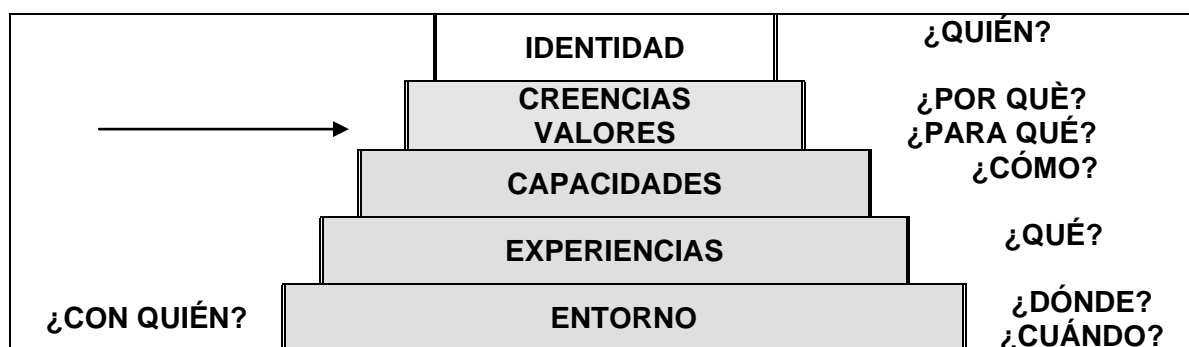 IDENTIDAD ¿QUIÉN?
CREENCIAS ¿POR QUÈ?
VALORES ¿PARA QUÉ?
CAPACIDADES ¿CÓMO?
EXPERIENCIAS ¿QUÉ?
¿CON QUIÉN? ENTORNO ¿DÓNDE?
¿CUÁNDO?